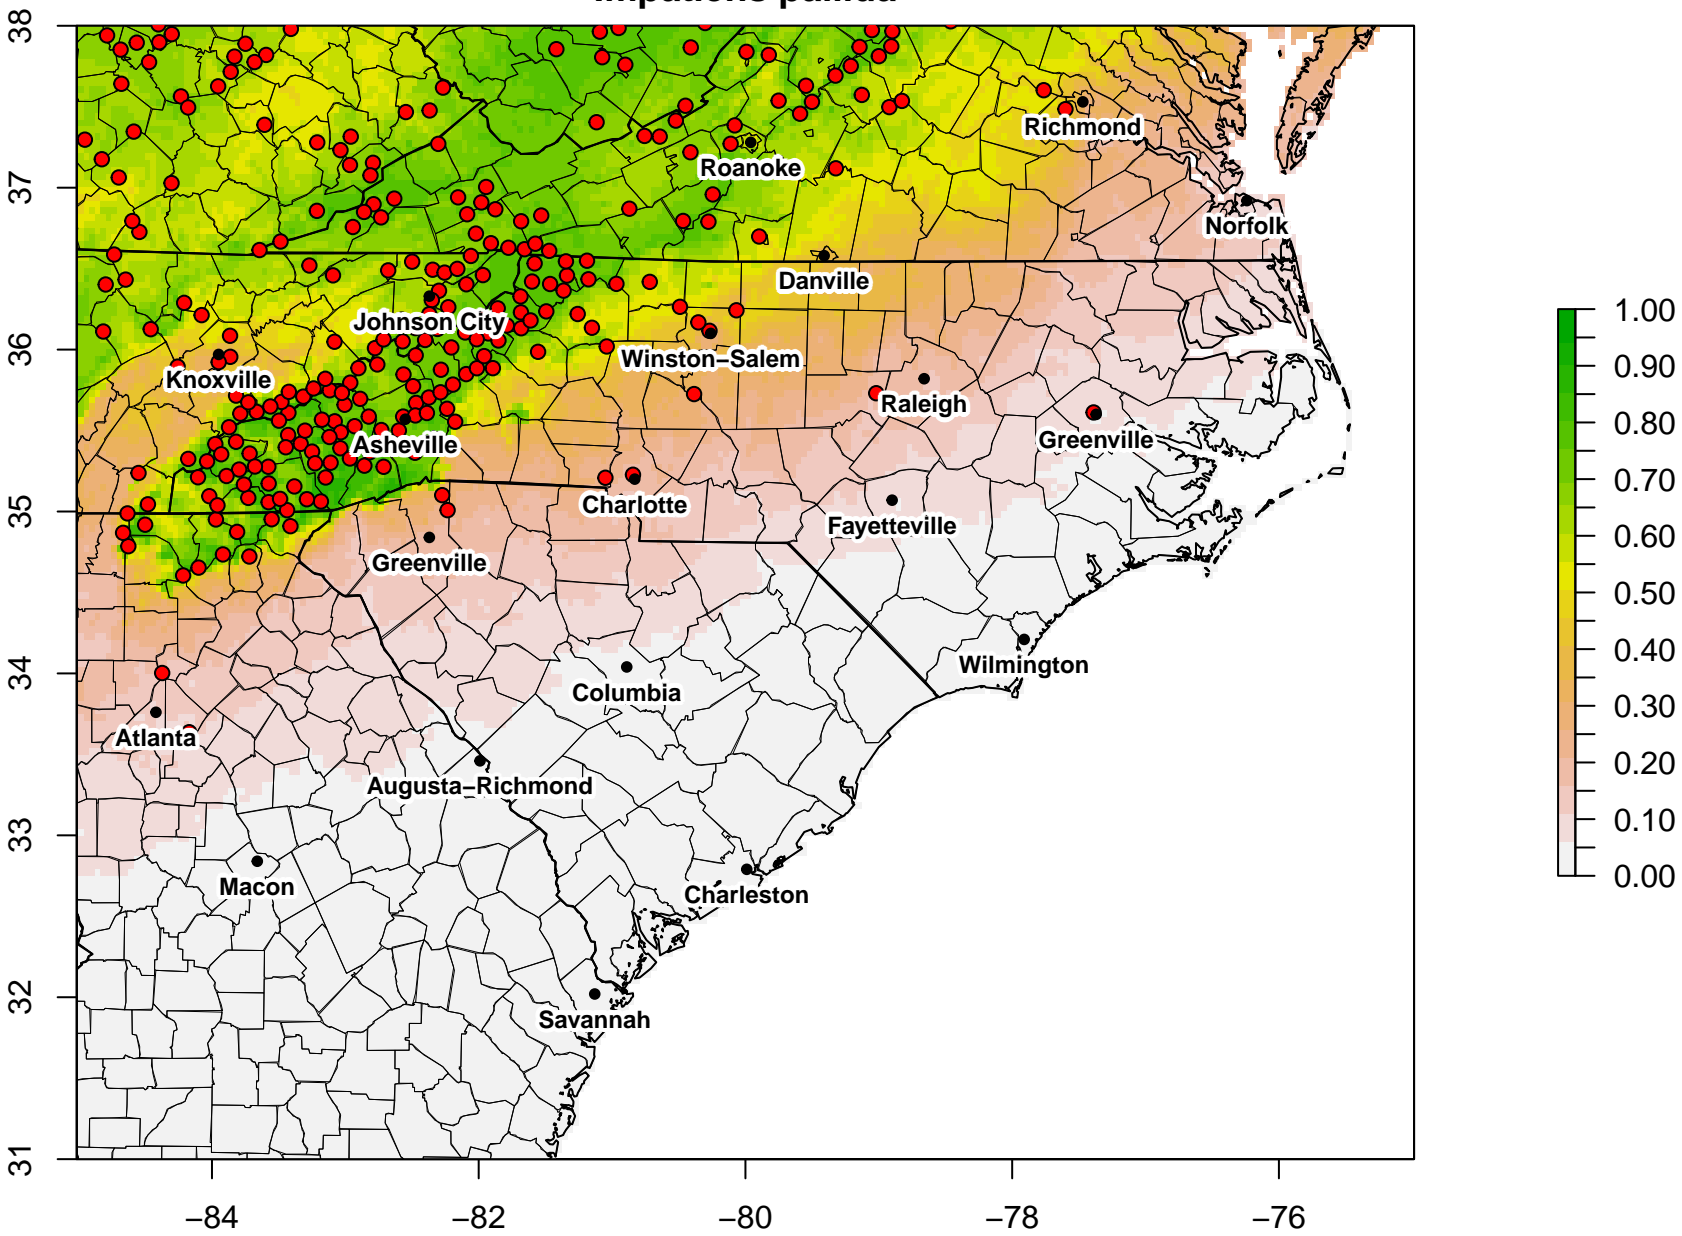 Impatiens pallida
38
37
36
35
34
33
32
31
Richmond
Roanoke
Norfolk
Danville
Johnson City
Winston–Salem
Knoxville
Raleigh
Asheville
Greenville
Charlotte
Fayetteville
Greenville
Wilmington
Columbia
Atlanta
Augusta–Richmond
Macon
Charleston
Savannah
−84
−82
−80
−78
−76
1.00
0.90
0.80
0.70
0.60
0.50
0.40
0.30
0.20
0.10
0.00